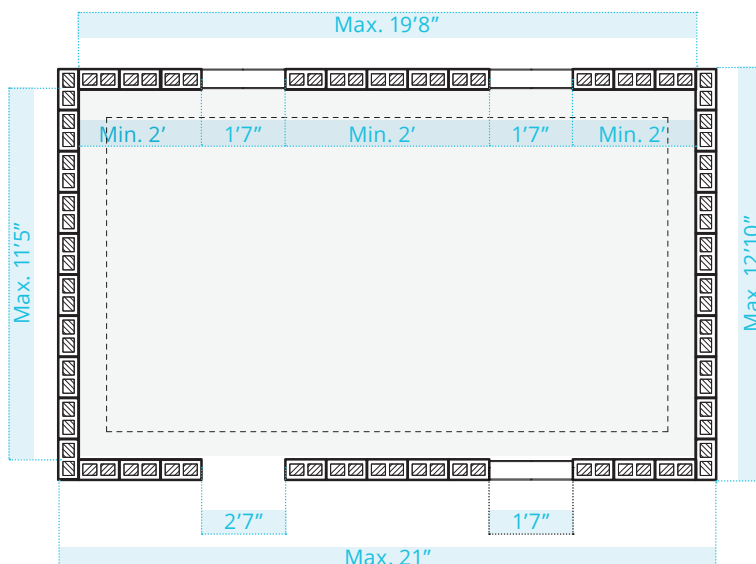 Max. 19’8”
Min. 2’
1’7”
Min. 2’
1’7”
Min. 2’
Max. 11’5”
Max. 12’10”
2’7”
1’7”
Max. 21”